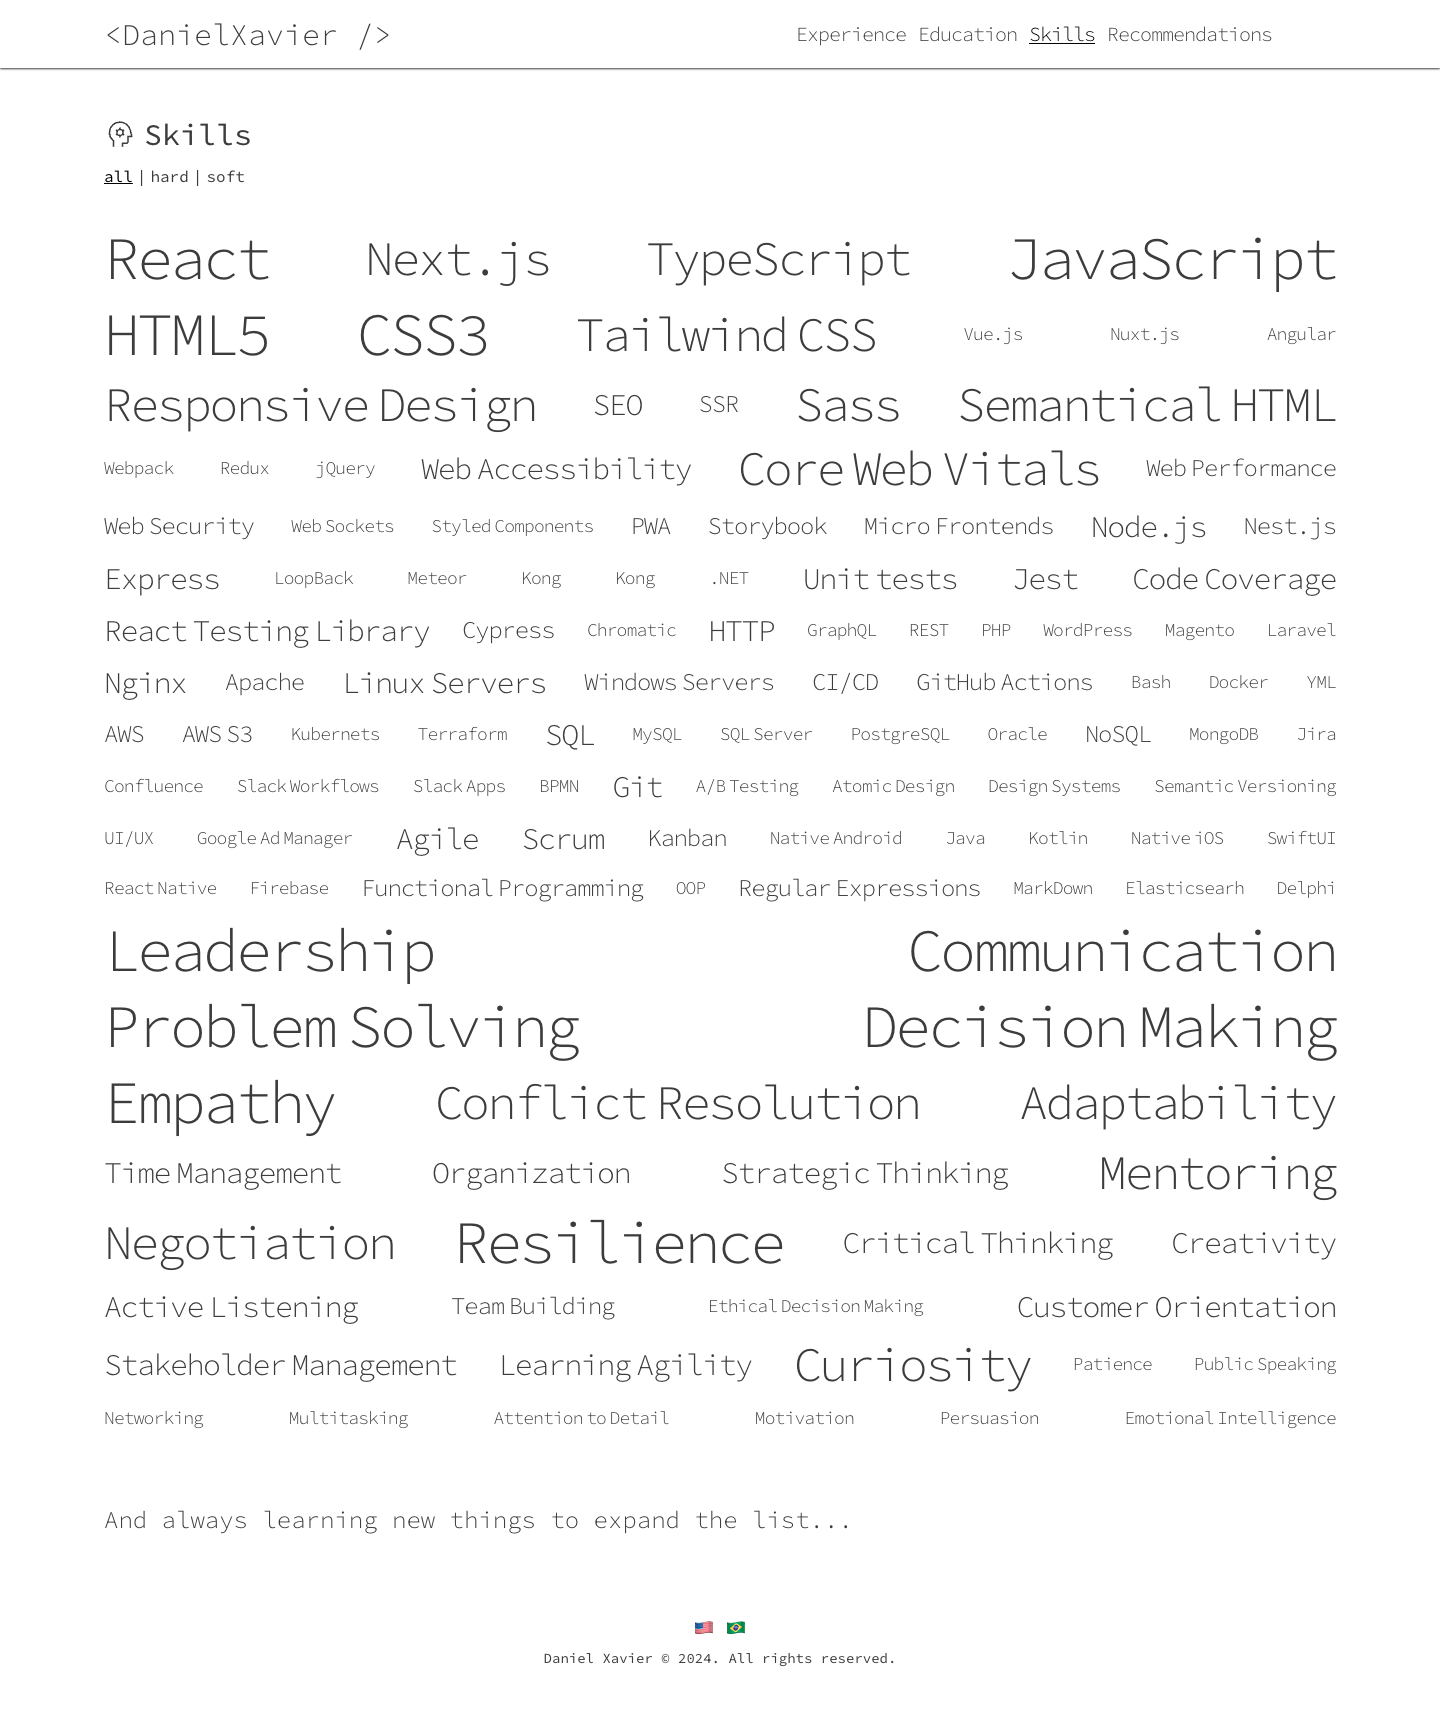 <DanielXavier /> Experience Education Skills Recommendations
Skills
all | hard | soft
React Next.js TypeScript JavaScript
HTML5 CSS3 Tailwind CSS Vue.js Nuxt.js Angular
Responsive Design SEO SSR Sass Semantical HTML
Webpack Redux jQuery Web Accessibility Core Web Vitals Web Performance
Web Security Web Sockets Styled Components PWA Storybook Micro Frontends Node.js Nest.js
Express LoopBack Meteor Kong Kong .NET Unit tests Jest Code Coverage
React Testing Library Cypress Chromatic HTTP GraphQL REST PHP WordPress Magento Laravel
Nginx Apache Linux Servers Windows Servers CI/CD GitHub Actions Bash Docker YML
AWS AWS S3 Kubernets Terraform SQL MySQL SQL Server PostgreSQL Oracle NoSQL MongoDB Jira
Confluence Slack Workflows Slack Apps BPMN Git A/B Testing Atomic Design Design Systems Semantic Versioning
UI/UX Google Ad Manager Agile Scrum Kanban Native Android Java Kotlin Native iOS SwiftUI
React Native Firebase Functional Programming OOP Regular Expressions MarkDown Elasticsearh Delphi
Leadership Communication
Problem Solving Decision Making
Empathy Conflict Resolution Adaptability
Time Management Organization Strategic Thinking Mentoring
Negotiation Resilience Critical Thinking Creativity
Active Listening Team Building Ethical Decision Making Customer Orientation
Stakeholder Management Learning Agility Curiosity Patience Public Speaking
Networking Multitasking Attention to Detail Motivation Persuasion Emotional Intelligence
And always learning new things to expand the list...
Daniel Xavier © 2024. All rights reserved.